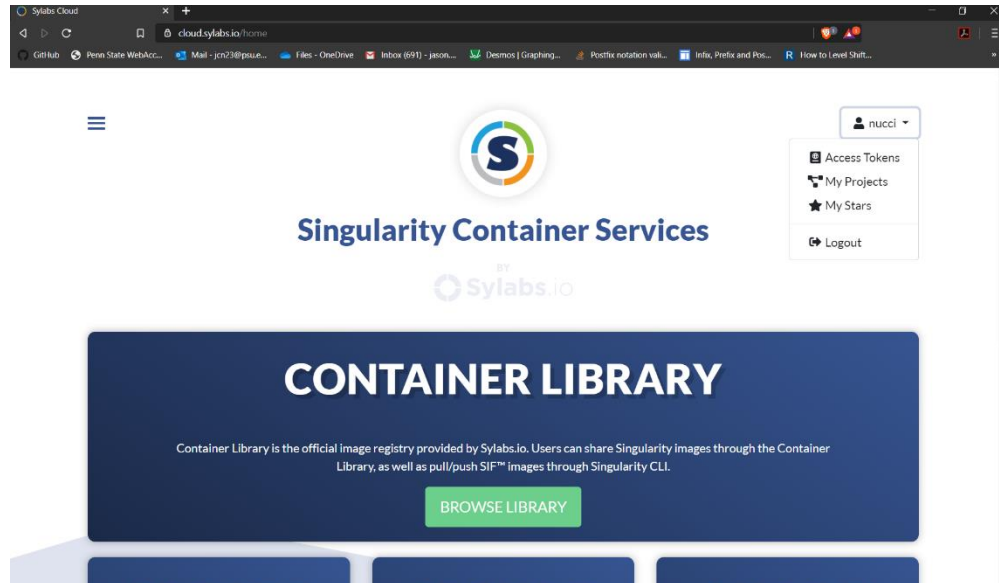 Sylabs Cloud
cloud.sylabs.io/home
GitHub Penn State WebAcc... Mail - jcn23@psu.e... Files - OneDrive Inbox (691) - jason.... Desmos | Graphing... Postfix notation vali... Infix, Prefix and Pos... How to Level Shift...
nucci
S
Access Tokens
My Projects
My Stars
Logout
Singularity Container Services
BY
Sylabs.io
CONTAINER LIBRARY
Container Library is the official image registry provided by Sylabs.io. Users can share Singularity images through the Container
Library, as well as pull/push SIF™ images through Singularity CLI.
BROWSE LIBRARY